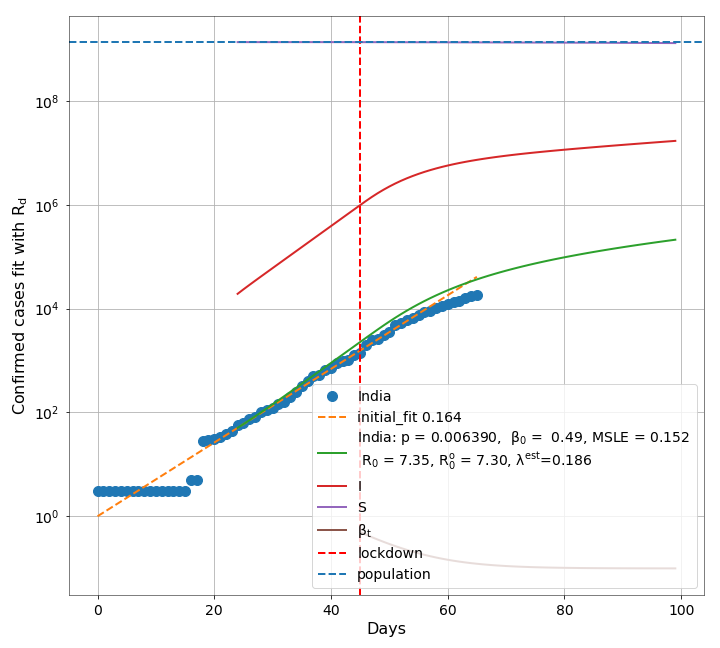 Confirmed cases fit with R_d
10^8
10^6
10^4
10^2
10^0
India
initial_fit 0.164
India: p = 0.006390,  β_0 =  0.49, MSLE = 0.152
R_0 = 7.35, R_0^o = 7.30, λ^est=0.186
I
S
β_t
lockdown
population
0 20 40 60 80 100
Days